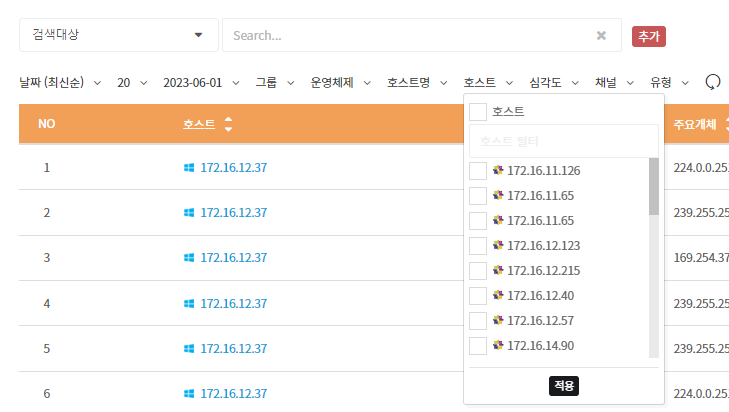 검색대상 Search... 추가
날짜 (최신순) 20 2023-06-01 그룹 운영체제 호스트명 호스트 심각도 채널 유형
NO 호스트 주요개체
호스트
호스트 필터
172.16.11.126
172.16.11.65
172.16.11.65
172.16.12.123
172.16.12.215
172.16.12.40
172.16.12.57
172.16.14.90
적용
1 172.16.12.37 224.0.0.25
2 172.16.12.37 239.255.25
3 172.16.12.37 169.254.37
4 172.16.12.37 239.255.25
5 172.16.12.37 239.255.25
6 172.16.12.37 224.0.0.25